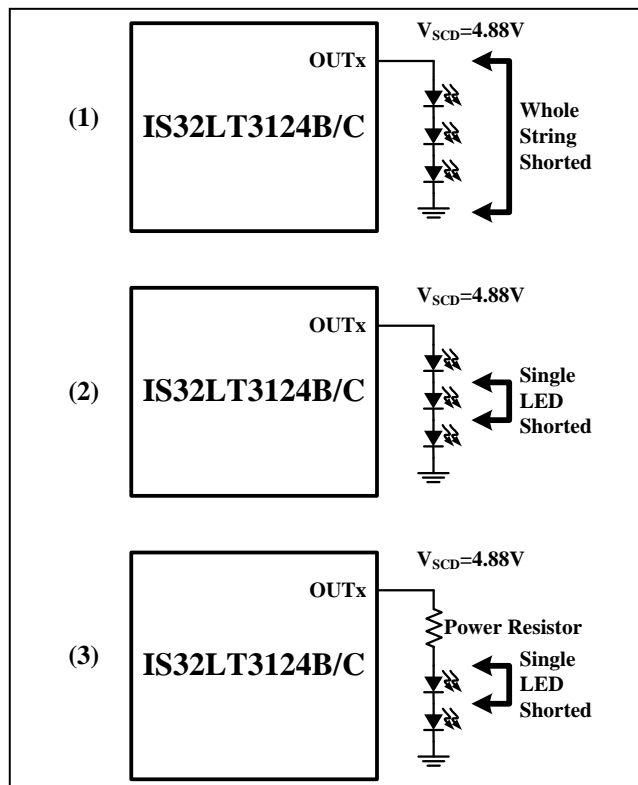 V_SCD=4.88V
OUTx
(1)
IS32LT3124B/C
Whole
String
Shorted
V_SCD=4.88V
OUTx
(2)
IS32LT3124B/C
Single
LED
Shorted
V_SCD=4.88V
OUTx
Power Resistor
(3)
IS32LT3124B/C
Single
LED
Shorted